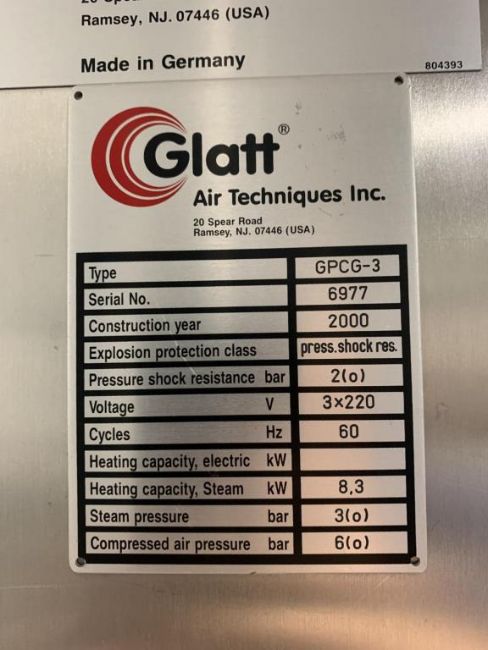 Ramsey, NJ. 07446 (USA)
Made in Germany
804393
Glatt®
Air Techniques Inc.
20 Spear Road
Ramsey, NJ. 07446 (USA)
Type GPCG-3
Serial No. 6977
Construction year 2000
Explosion protection class press.shock res.
Pressure shock resistance bar 2(o)
Voltage V 3×220
Cycles Hz 60
Heating capacity, electric kW
Heating capacity, Steam kW 8,3
Steam pressure bar 3(o)
Compressed air pressure bar 6(o)